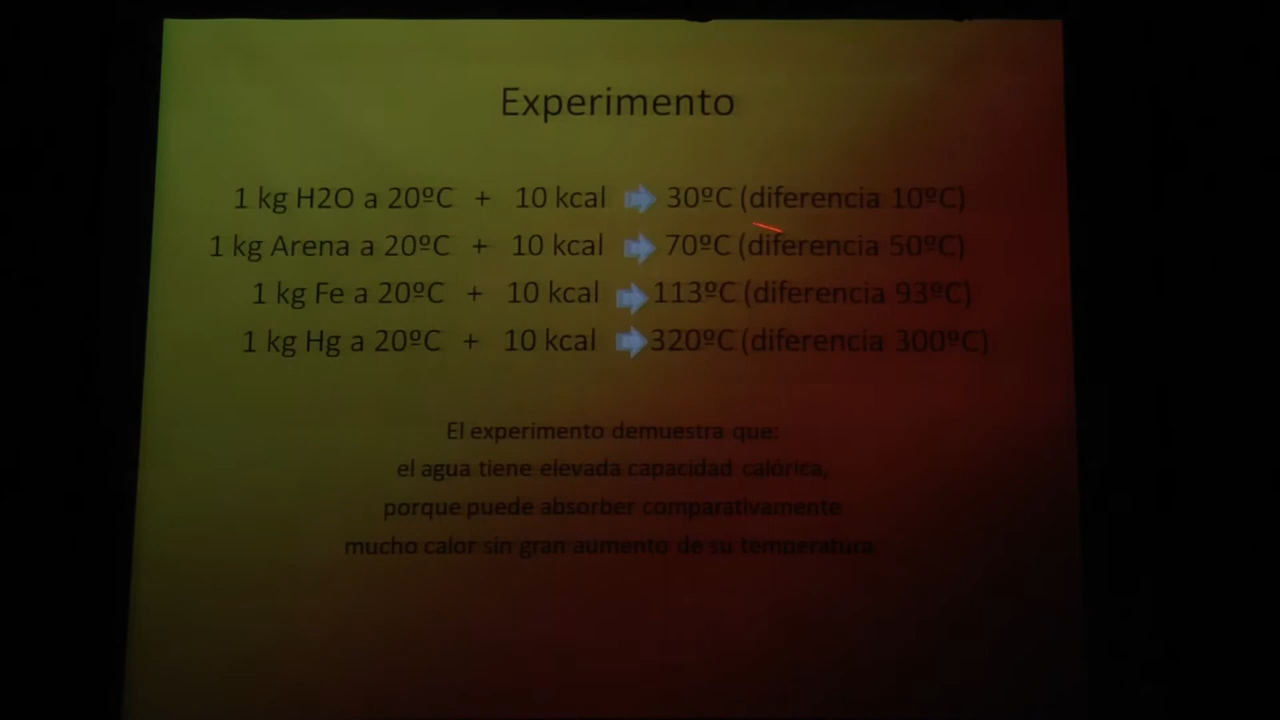 Experimento
1 kg H2O a 20ºC + 10 kcal 30ºC (diferencia 10ºC)
1 kg Arena a 20ºC + 10 kcal 70ºC (diferencia 50ºC)
1 kg Fe a 20ºC + 10 kcal 113ºC (diferencia 93ºC)
1 kg Hg a 20ºC + 10 kcal 320ºC (diferencia 300ºC)
El experimento demuestra que:
el agua tiene elevada capacidad calórica,
porque puede absorber comparativamente
mucho calor sin gran aumento de su temperatura.